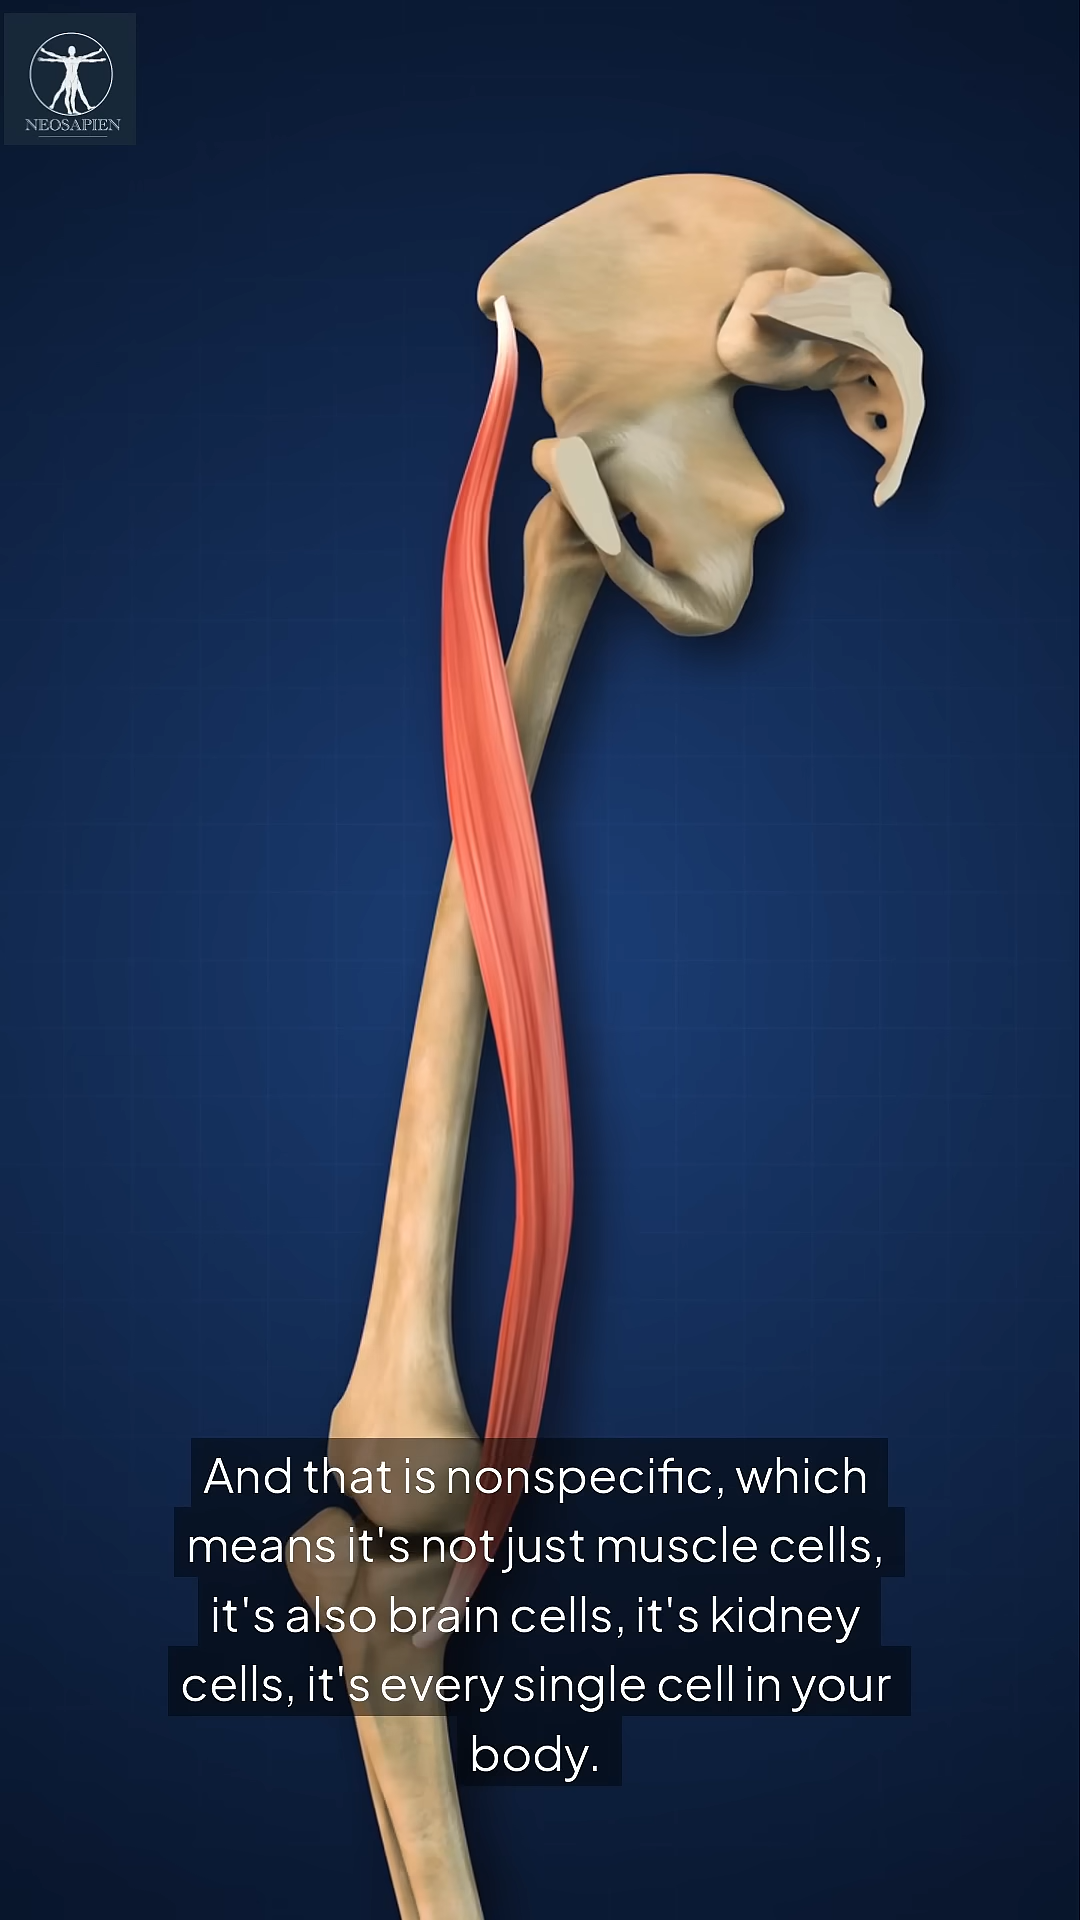 NEOSAPIEN
And that is nonspecific, which
means it's not just muscle cells,
it's also brain cells, it's kidney
cells, it's every single cell in your
body.